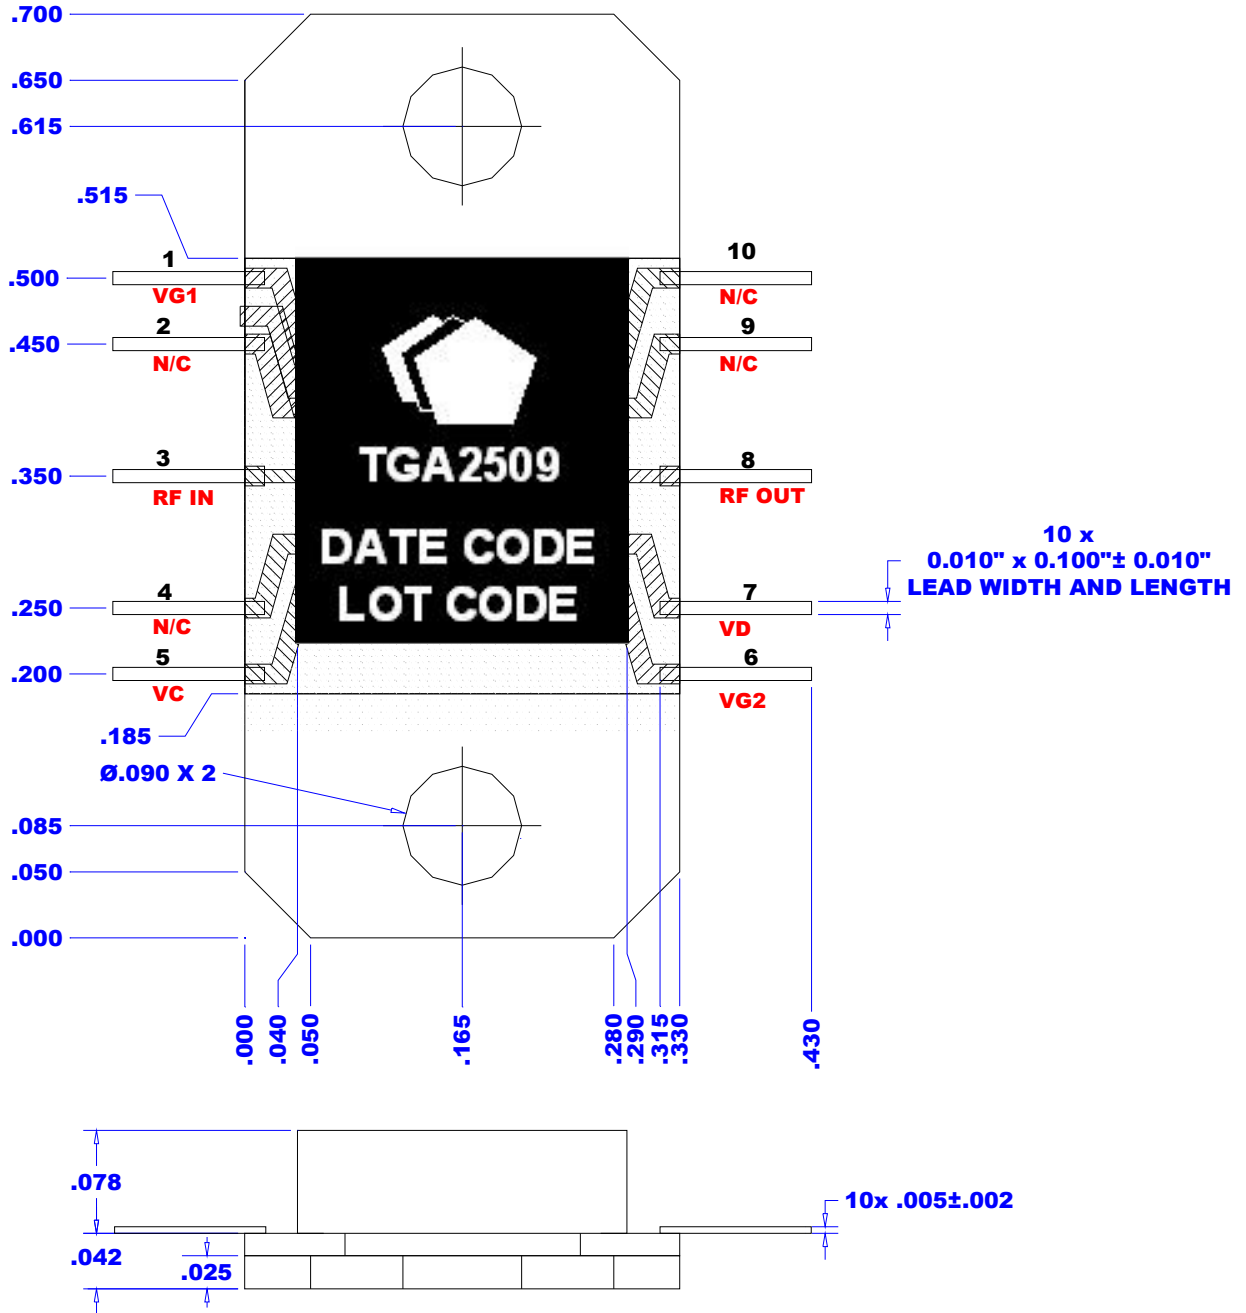 .700
.650
.615
.515
1
10
.500
VG1
N/C
2
9
.450
N/C
N/C
TGA2509
3
8
.350
RF IN
RF OUT
DATE CODE
LOT CODE
10 x
0.010" x 0.100"± 0.010"
LEAD WIDTH AND LENGTH
4
7
.250
N/C
VD
5
6
.200
VC
VG2
.185
Ø.090 X 2
.085
.050
.000
.000
.040
.050
.165
.280
.290
.315
.330
.430
.078
10x .005±.002
.042
.025